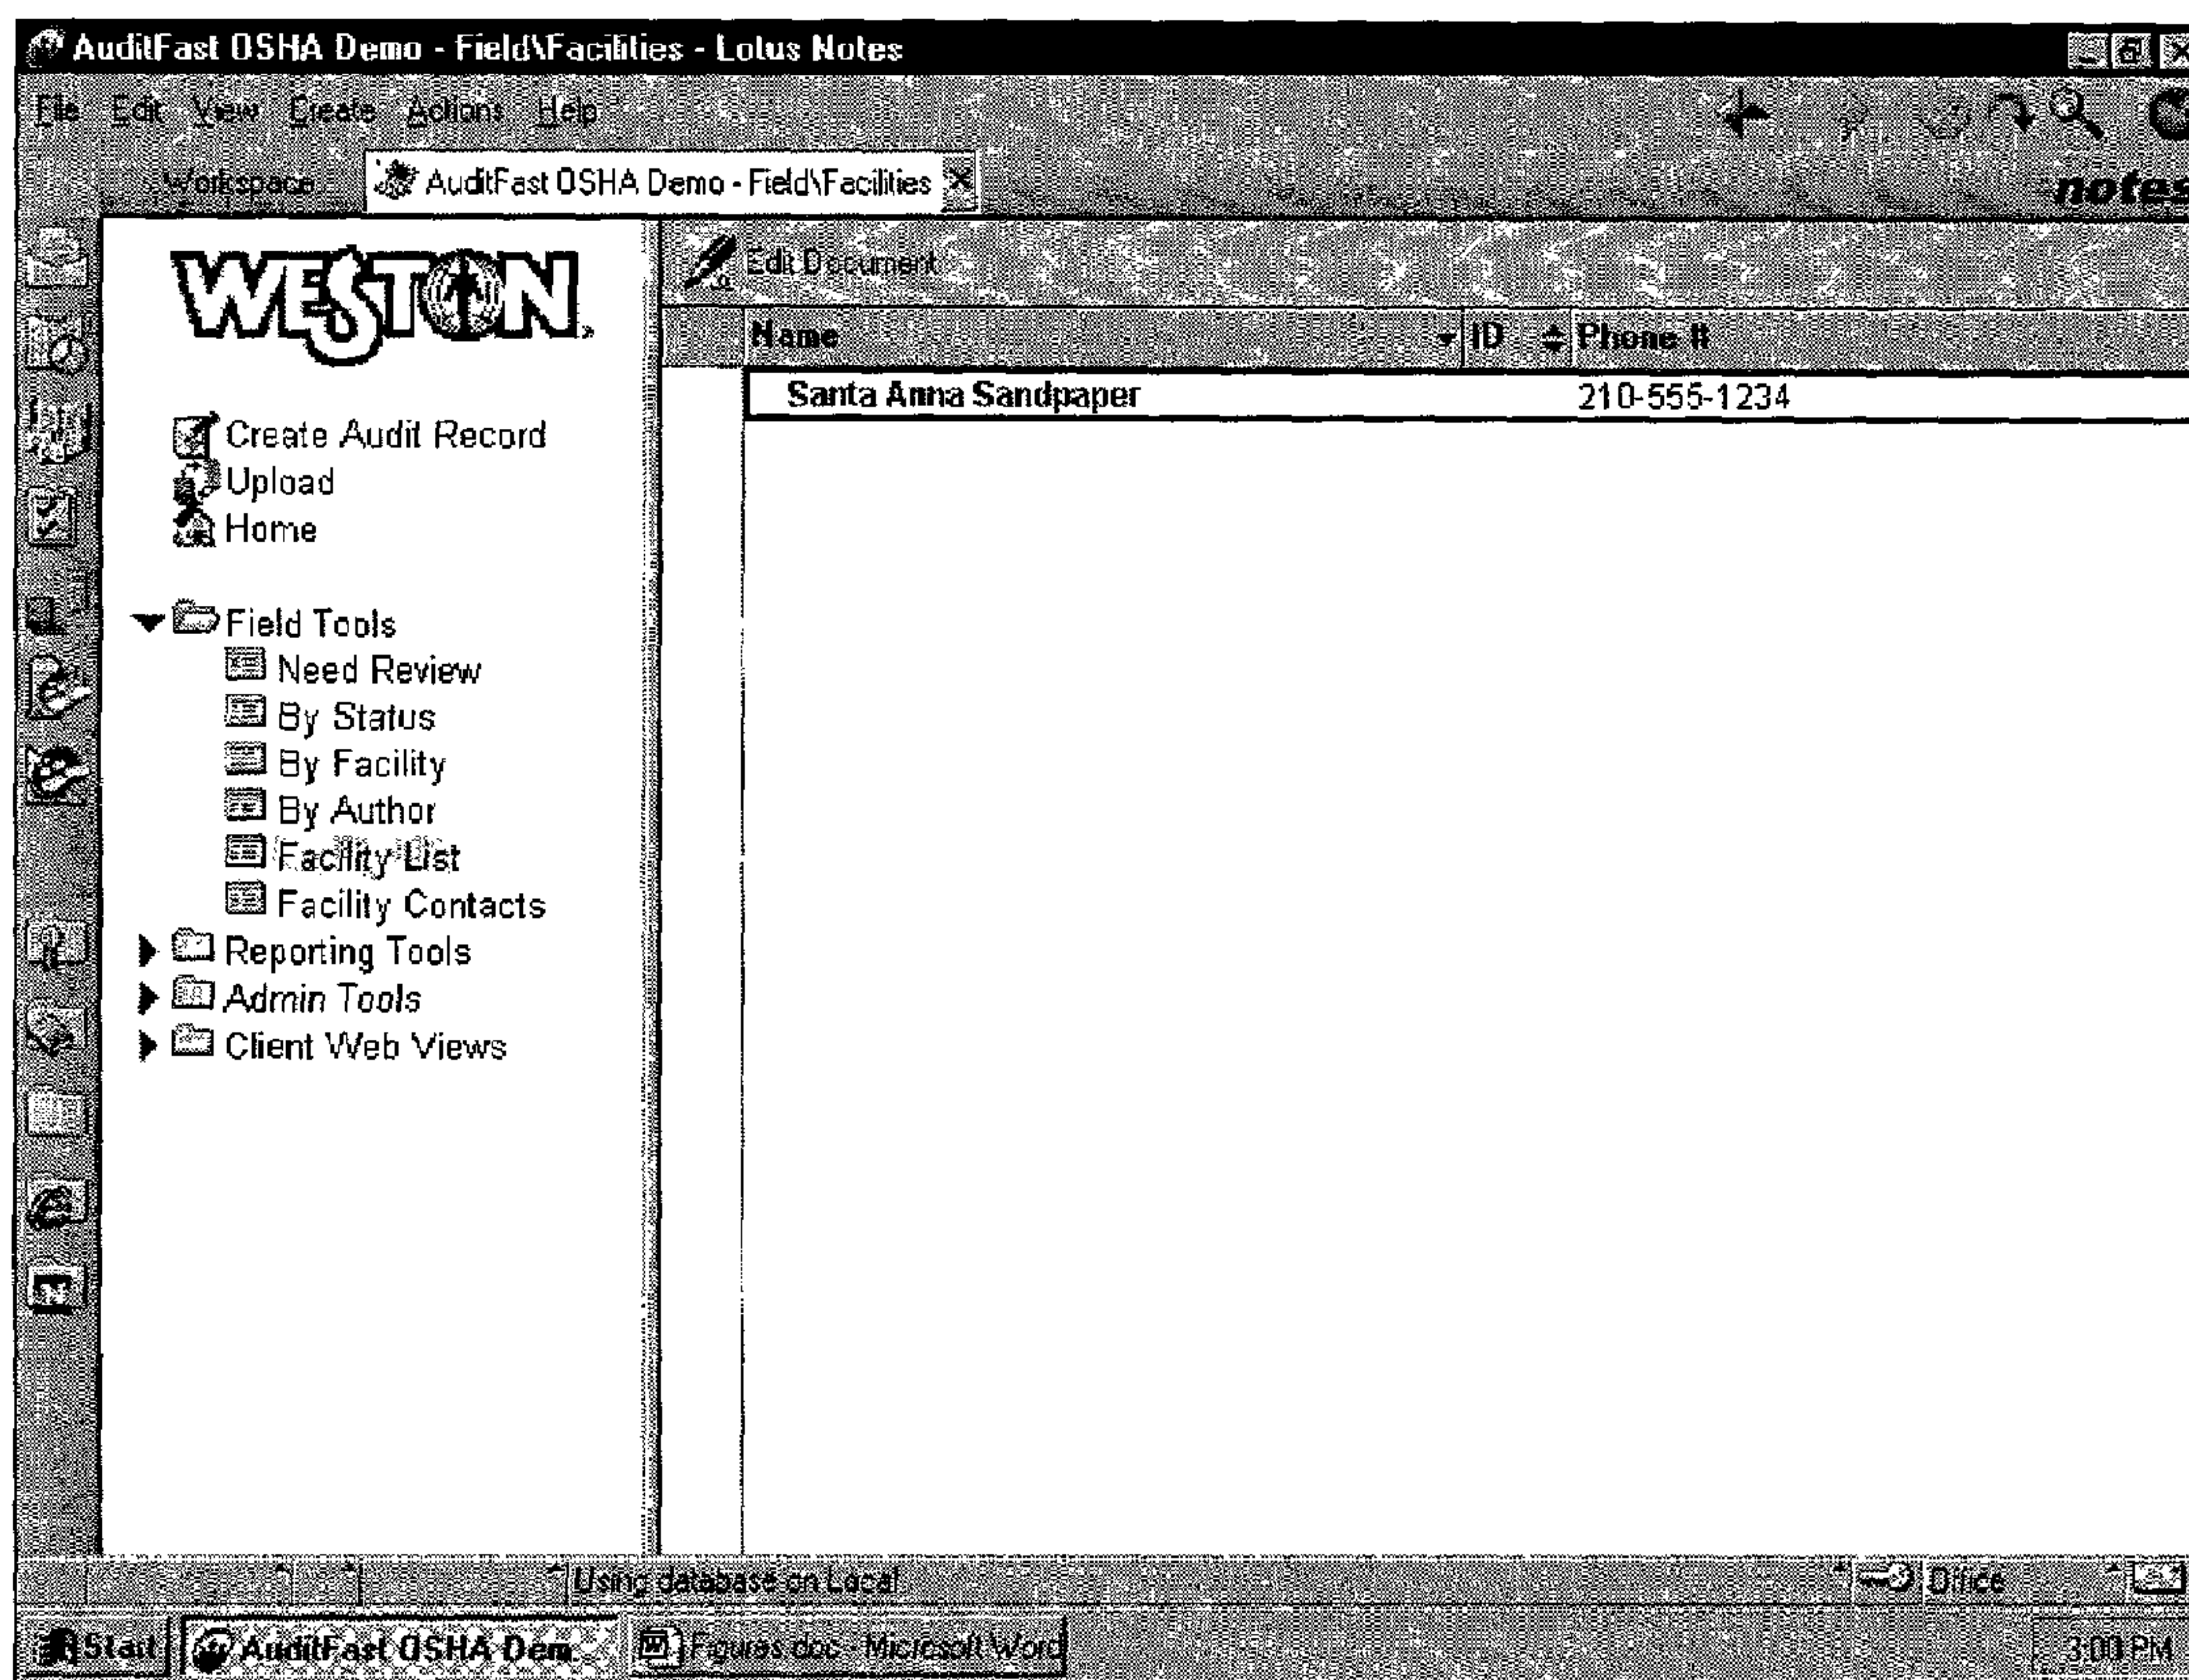 AuditFast OSHA Demo - Field\Facilities - Lotus Notes
File Edit View Create Actions Help
Workspace AuditFast OSHA Demo - Field\Facilities
notes
WESTON
Edit Document
Name ID Phone #
Santa Anna Sandpaper 210-555-1234
Create Audit Record
Upload
Home
Field Tools
Need Review
By Status
By Facility
By Author
Facility List
Facility Contacts
Reporting Tools
Admin Tools
Client Web Views
Using database on Local Office
Start AuditFast OSHA Dem... Figures.doc - Microsoft Word 3:00 PM